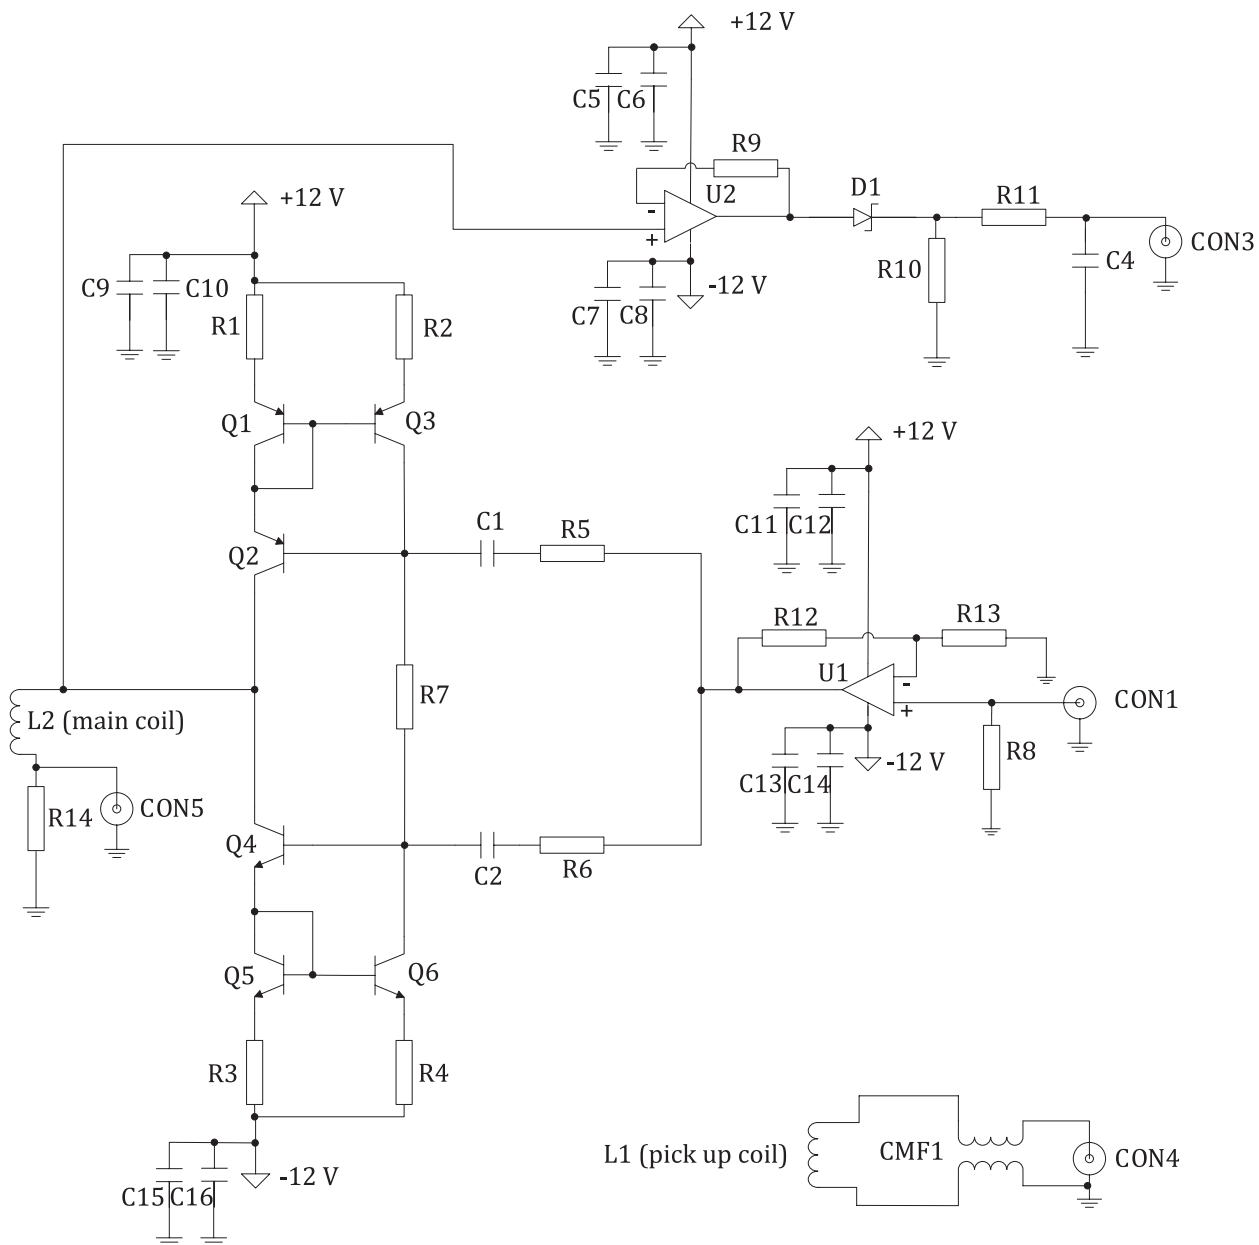 +12 V
C5
C6
R9
U2
-
+
D1
R11
CON3
R10
C4
-12 V
C7
C8
+12 V
C9
C10
R1
R2
Q1
Q3
+12 V
C11
C12
C1
R5
Q2
R12
R13
U1
-
+
CON1
R7
L2 (main coil)
R8
-12 V
C13
C14
R14
CON5
Q4
C2
R6
Q5
Q6
R3
R4
-12 V
C15
C16
L1 (pick up coil)
CMF1
CON4